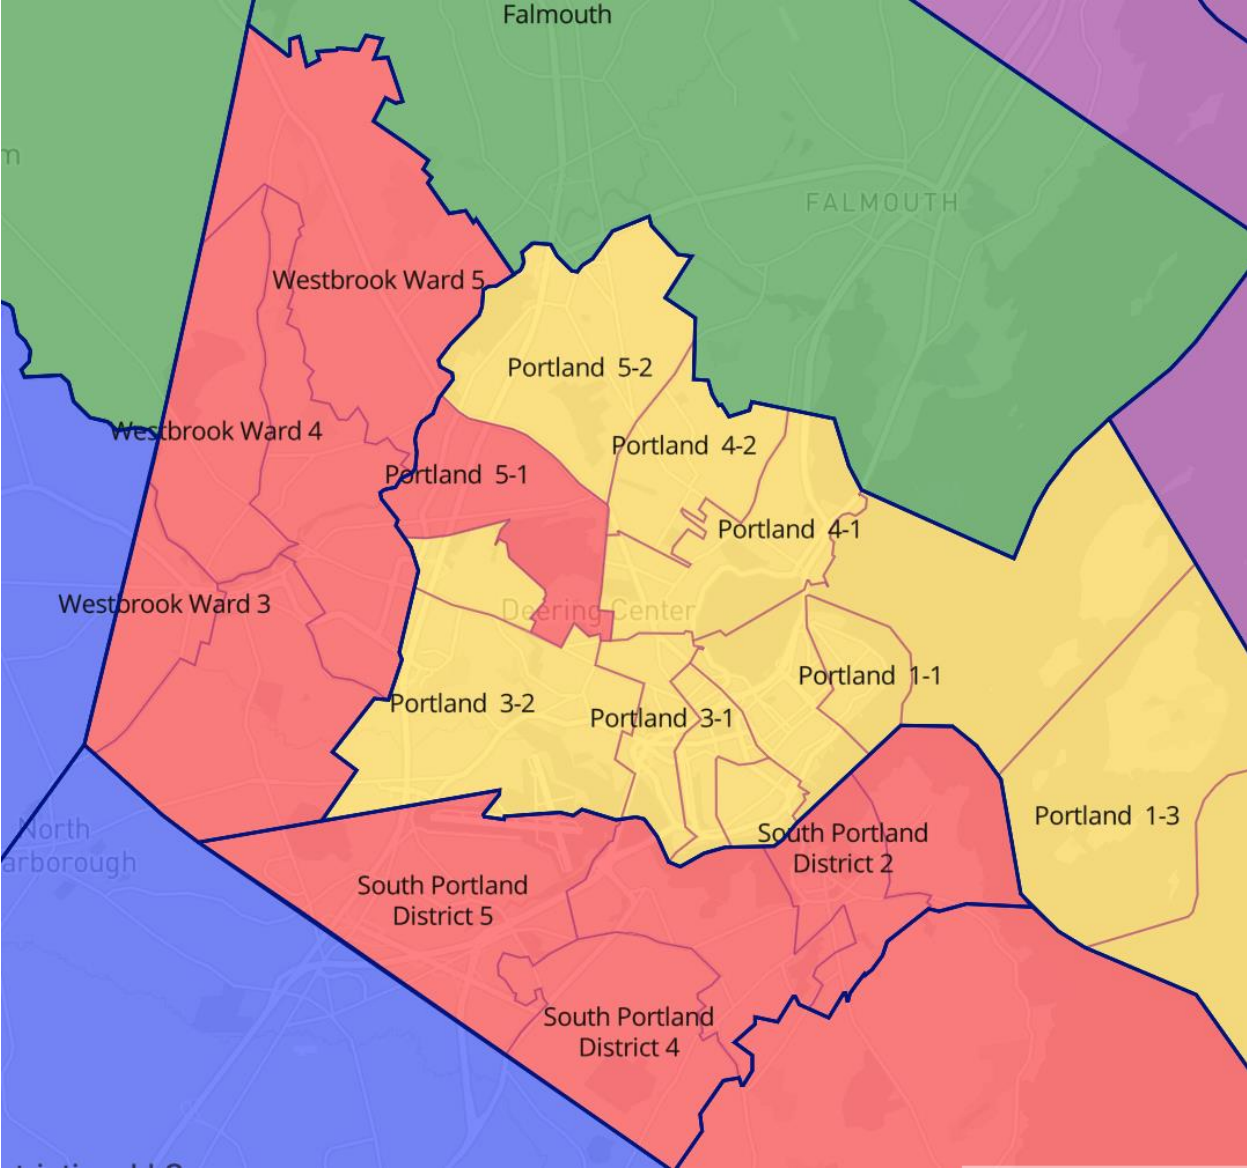 Falmouth
m
FALMOUTH
Westbrook Ward 5
Portland 5-2
Westbrook Ward 4
Portland 4-2
Portland 5-1
Portland 4-1
Westbrook Ward 3
Deering Center
Portland 1-1
Portland 3-2
Portland 3-1
Portland 1-3
North
arborough
South Portland
District 2
South Portland
District 5
South Portland
District 4